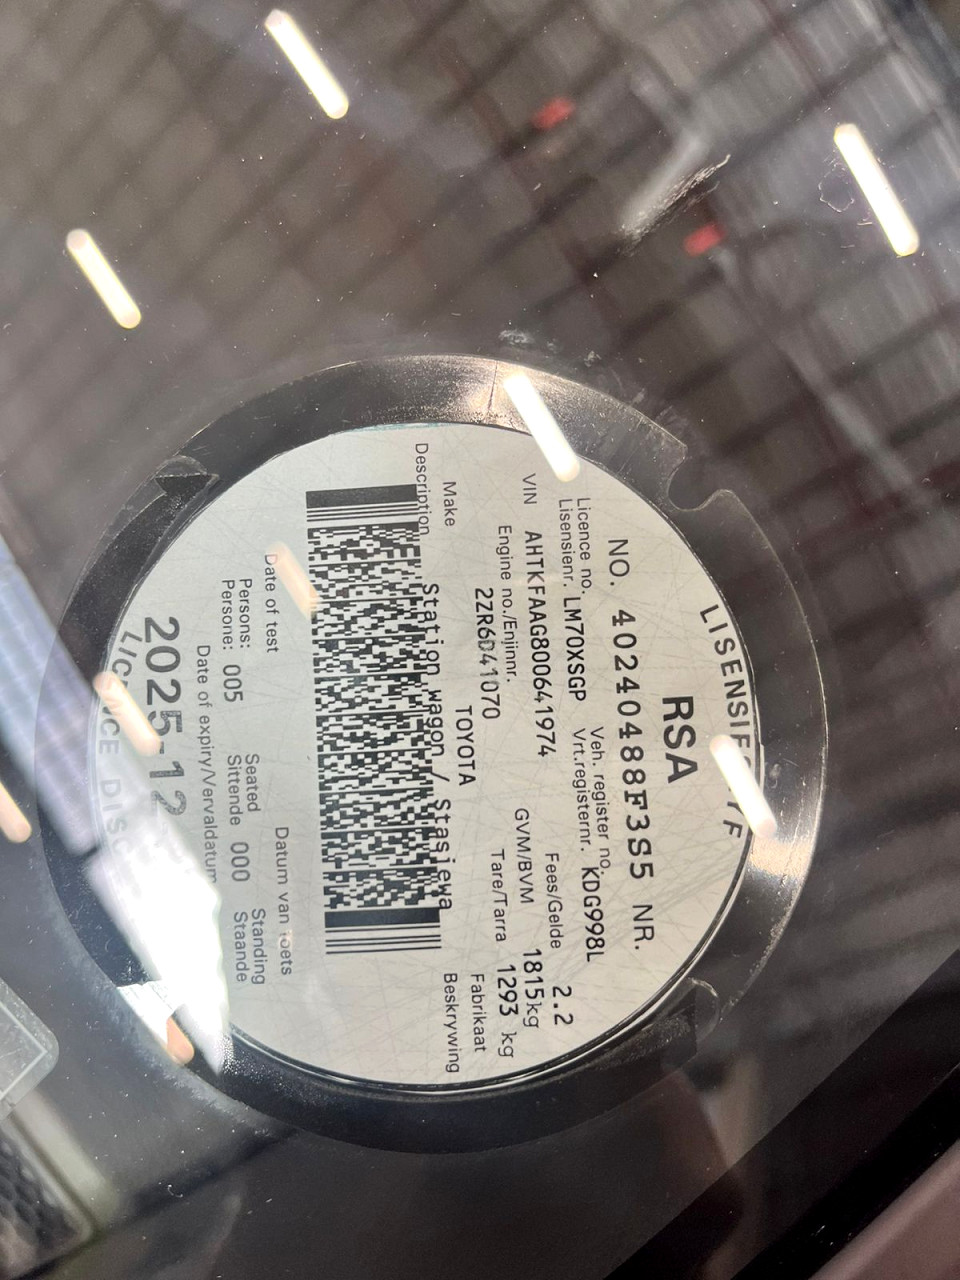 RSA
NO. 40240488F3S5 NR.
Licence no. Veh. register no.
Lisensienr. LM70XSGP Vrt.registernr. KDG998L
Fees/Gelde 2.2
VIN AHTKFAAG800641974 GVM/BVM 1815kg
Engine no./Enjinnr. Tare/Tarra 1293 kg
2ZR6D41070
Make TOYOTA Fabrikaat
Description Station wagon / Stasiewa Beskrywing
Date of test Datum van toets
Persons: Seated Standing
Persone: 005 Sittende 000 Staande
Date of expiry/Vervaldatum
2025-12